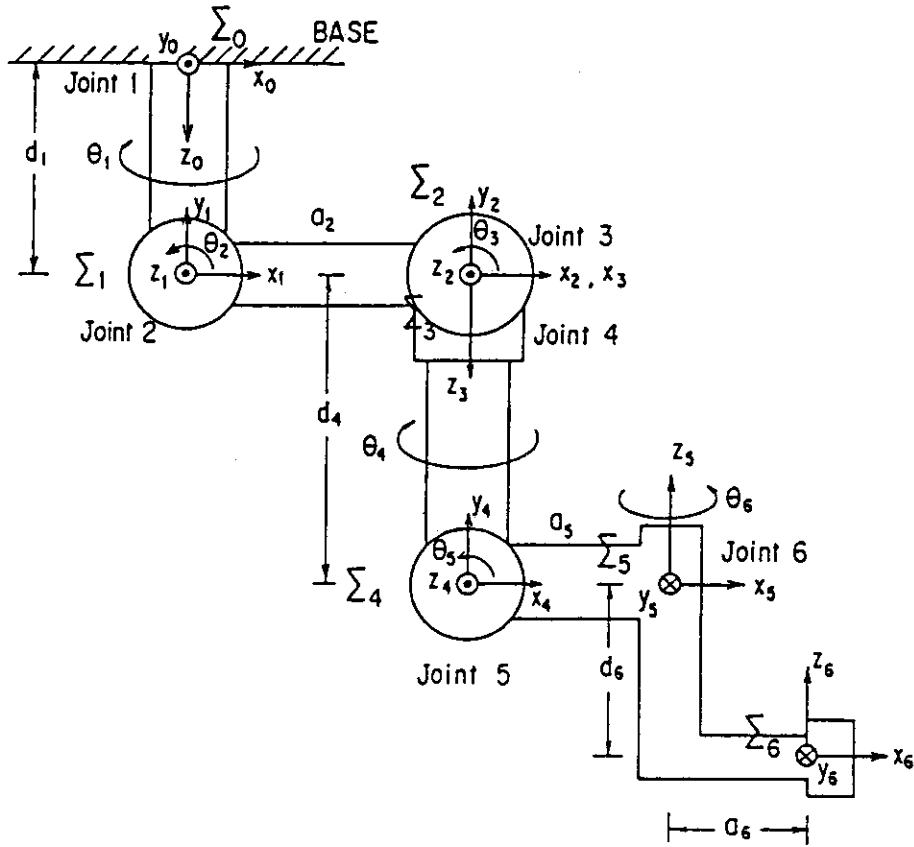 Σ₀ BASE
y₀
Joint 1 x₀
d₁
z₀
θ₁
Σ₂ y₂
y₁ a₂ θ₃ Joint 3
θ₂
Σ₁ z₁ x₁ z₂ x₂ , x₃
Joint 2 Σ₃ Joint 4
z₃
d₄
θ₄ z₅
θ₆
y₄ a₅
θ₅ Σ₅ Joint 6
Σ₄ z₄ x₄ y₅ x₅
Joint 5 d₆ z₆
Σ₆ x₆
y₆
a₆